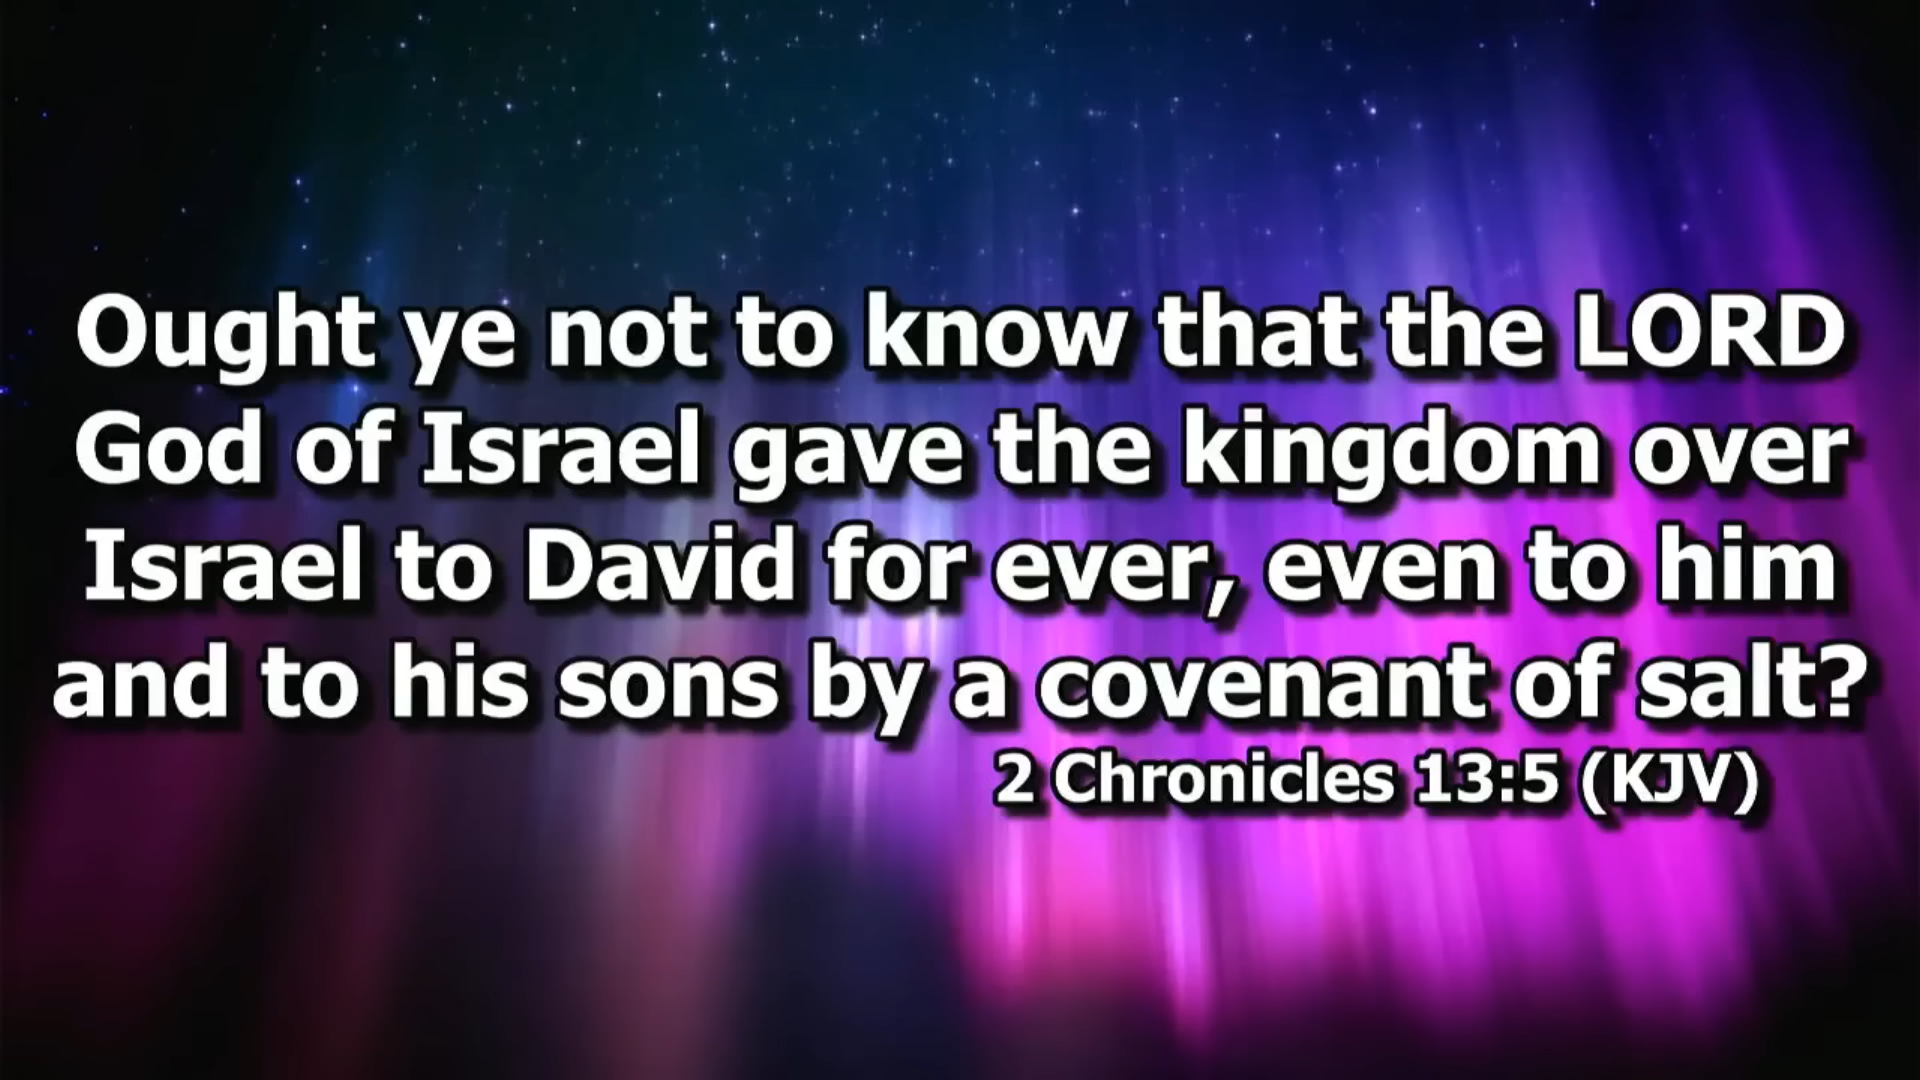 Ought ye not to know that the LORD
God of Israel gave the kingdom over
Israel to David for ever, even to him
and to his sons by a covenant of salt?
2 Chronicles 13:5 (KJV)